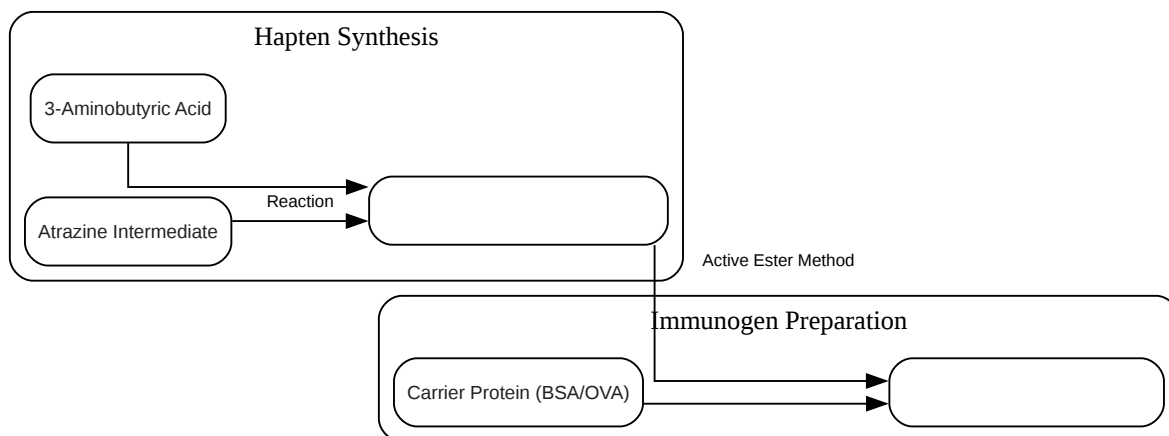 Hapten Synthesis
3-Aminobutyric Acid
Reaction
Atrazine Intermediate
Active Ester Method
Immunogen Preparation
Carrier Protein (BSA/OVA)